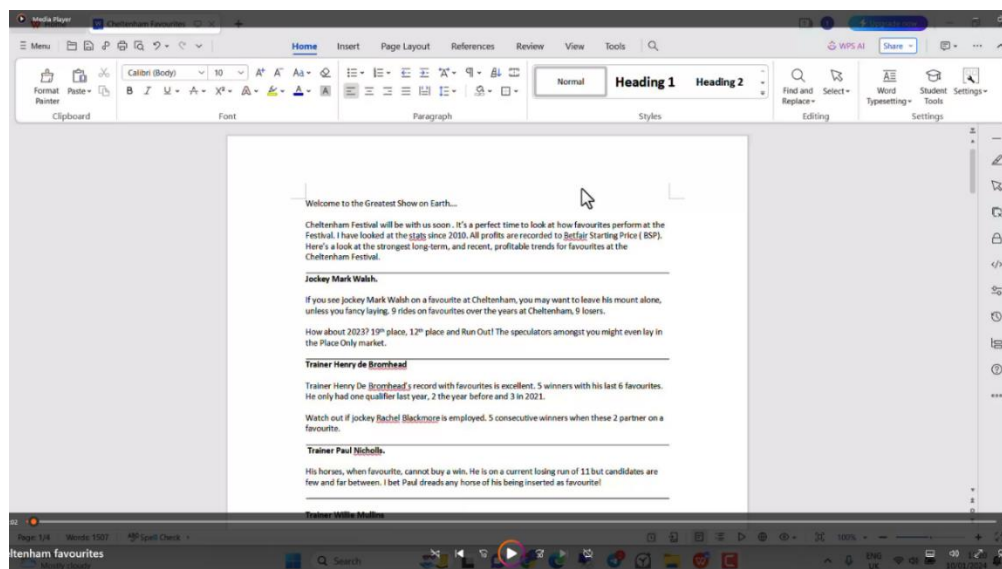 Media Player
Cheltenham Favourites
Upgrade now
Menu
Home Insert Page Layout References Review View Tools
WPS AI
Share
Format Painter
Paste
Calibri (Body) 10
Normal
Heading 1
Heading 2
Find and Replace
Select
Word Typesetting
Student Tools
Settings
Clipboard
Font
Paragraph
Styles
Editing
Settings
Welcome to the Greatest Show on Earth....
Cheltenham Festival will be with us soon . It's a perfect time to look at how favourites perform at the
Festival. I have looked at the stats since 2010. All profits are recorded to Betfair Starting Price ( BSP).
Here's a look at the strongest long-term, and recent, profitable trends for favourites at the
Cheltenham Festival.
Jockey Mark Walsh.
If you see jockey Mark Walsh on a favourite at Cheltenham, you may want to leave his mount alone,
unless you fancy laying. 9 rides on favourites over the years at Cheltenham, 9 losers.
How about 2023? 19th place, 12th place and Run Out! The speculators amongst you might even lay in
the Place Only market.
Trainer Henry de Bromhead
Trainer Henry De Bromhead's record with favourites is excellent. 5 winners with his last 6 favourites.
He only had one qualifier last year, 2 the year before and 3 in 2021.
Watch out if jockey Rachel Blackmore is employed. 5 consecutive winners when these 2 partner on a
favourite.
Trainer Paul Nicholls.
His horses, when favourite, cannot buy a win. He is on a current losing run of 11 but candidates are
few and far between. I bet Paul dreads any horse of his being inserted as favourite!
Trainer Willie Mullins
Page: 1/4 Words: 1507 Spell Check
100%
eltenham favourites
Mostly cloudy
Search
ENG
UK
10/01/2024